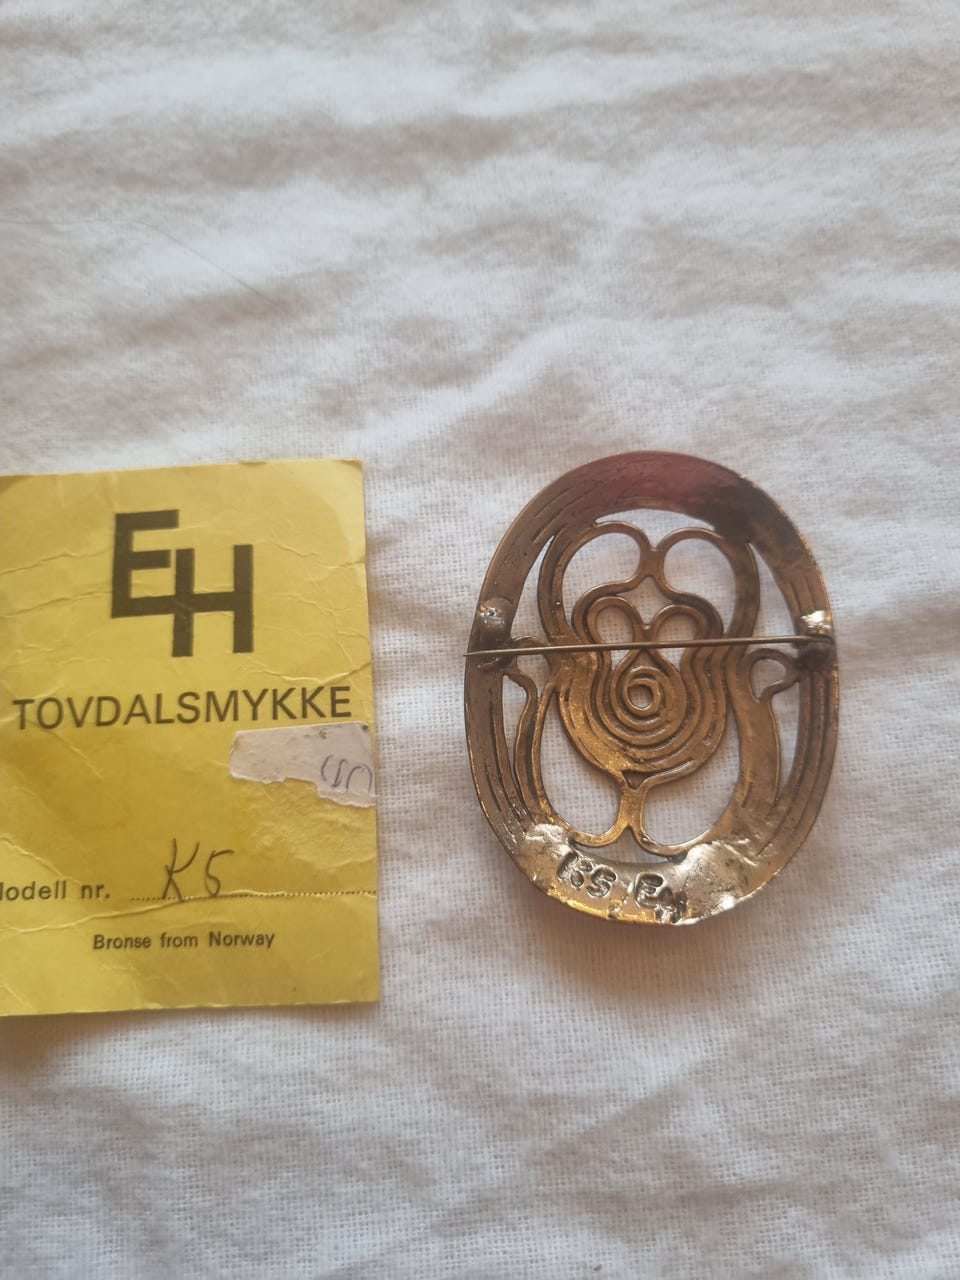 EH
TOVDALSMYKKE
Modell nr. K5
Bronse from Norway
K5 EH